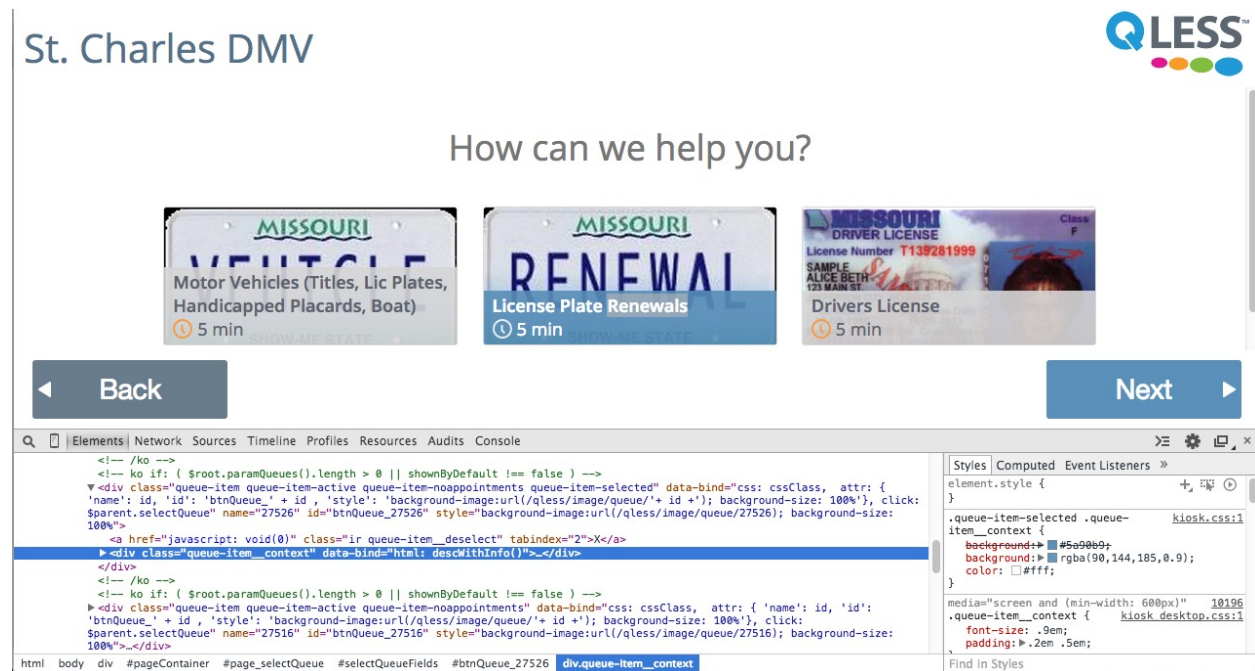 St. Charles DMV
QLESS™
How can we help you?
MISSOURI
VEHICLE
Motor Vehicles (Titles, Lic Plates,
Handicapped Placards, Boat)
5 min
SHOW-ME STATE
MISSOURI
RENEWAL
License Plate Renewals
5 min
SHOW-ME STATE
MISSOURI
DRIVER LICENSE
Class
F
License Number T139281999
SAMPLE
ALICE BETH
123 MAIN ST
Drivers License
5 min
Back
Next
Elements Network Sources Timeline Profiles Resources Audits Console
<!-- /ko -->
<!-- ko if: ( $root.paramQueues().length > 0 || shownByDefault !== false ) -->
▼<div class="queue-item queue-item-active queue-item-noappointments queue-item-selected" data-bind="css: cssClass, attr: {
'name': id, 'id': 'btnQueue_' + id , 'style': 'background-image:url(/qless/image/queue/'+ id +'); background-size: 100%'}, click:
$parent.selectQueue" name="27526" id="btnQueue_27526" style="background-image:url(/qless/image/queue/27526); background-size:
100%">
<a href="javascript: void(0)" class="ir queue-item__deselect" tabindex="2">X</a>
▶<div class="queue-item__context" data-bind="html: descWithInfo()">…</div>
</div>
<!-- /ko -->
<!-- ko if: ( $root.paramQueues().length > 0 || shownByDefault !== false ) -->
▶<div class="queue-item queue-item-active queue-item-noappointments" data-bind="css: cssClass, attr: { 'name': id, 'id':
'btnQueue_' + id , 'style': 'background-image:url(/qless/image/queue/'+ id +'); background-size: 100%'}, click:
$parent.selectQueue" name="27516" id="btnQueue_27516" style="background-image:url(/qless/image/queue/27516); background-size:
100%">…</div>
html body div #pageContainer #page_selectQueue #selectQueueFields #btnQueue_27526 div.queue-item__context
Styles Computed Event Listeners »
element.style {
}
.queue-item-selected .queue- kiosk.css:1
item__context {
background:▶ #5a90b9;
background:▶ rgba(90,144,185,0.9);
color: #fff;
}
media="screen and (min-width: 600px)" 10196
.queue-item__context { kiosk_desktop.css:1
font-size: .9em;
padding:▶.2em .5em;
Find in Styles